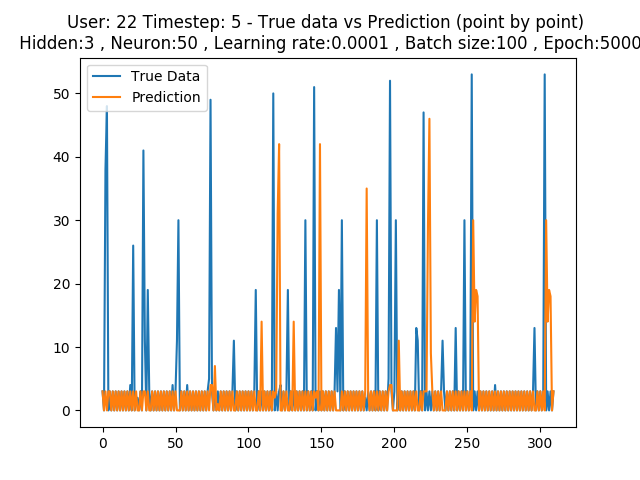 User: 22 Timestep: 5 - True data vs Prediction (point by point)
Hidden:3 , Neuron:50 , Learning rate:0.0001 , Batch size:100 , Epoch:5000
True Data
Prediction
50
40
30
20
10
0
0 50 100 150 200 250 300